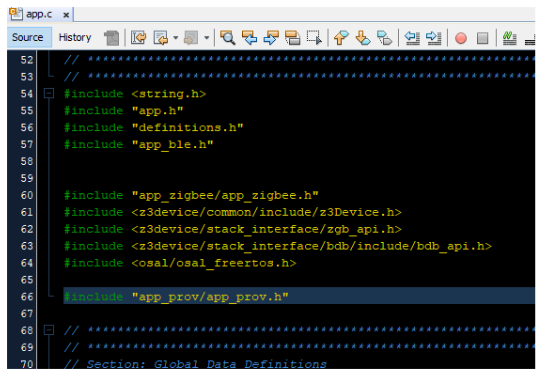 app.c x
Source History
52 // ************************************************************
53 // ************************************************************
54 #include <string.h>
55 #include "app.h"
56 #include "definitions.h"
57 #include "app_ble.h"
58
59
60 #include "app_zigbee/app_zigbee.h"
61 #include <z3device/common/include/z3Device.h>
62 #include <z3device/stack_interface/zgb_api.h>
63 #include <z3device/stack_interface/bdb/include/bdb_api.h>
64 #include <osal/osal_freertos.h>
65
66 #include "app_prov/app_prov.h"
67
68 // ************************************************************
69 // ************************************************************
70 // Section: Global Data Definitions